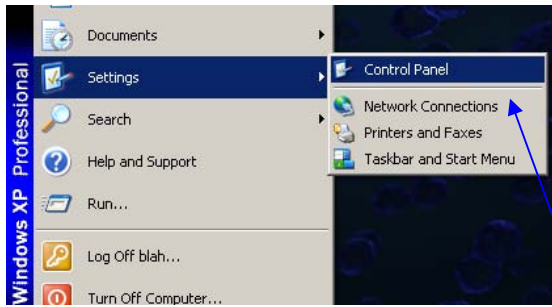 Windows XP Professional
Documents
Settings
Search
Help and Support
Run...
Log Off blah...
Turn Off Computer...
Control Panel
Network Connections
Printers and Faxes
Taskbar and Start Menu